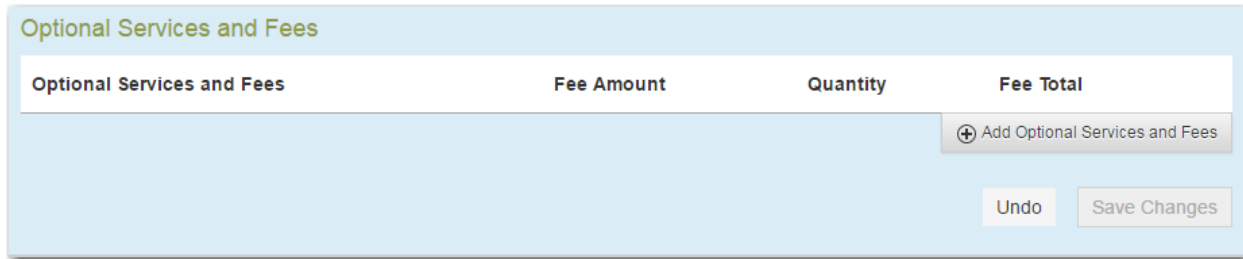 Optional Services and Fees
Optional Services and Fees Fee Amount Quantity Fee Total
Add Optional Services and Fees
Undo Save Changes